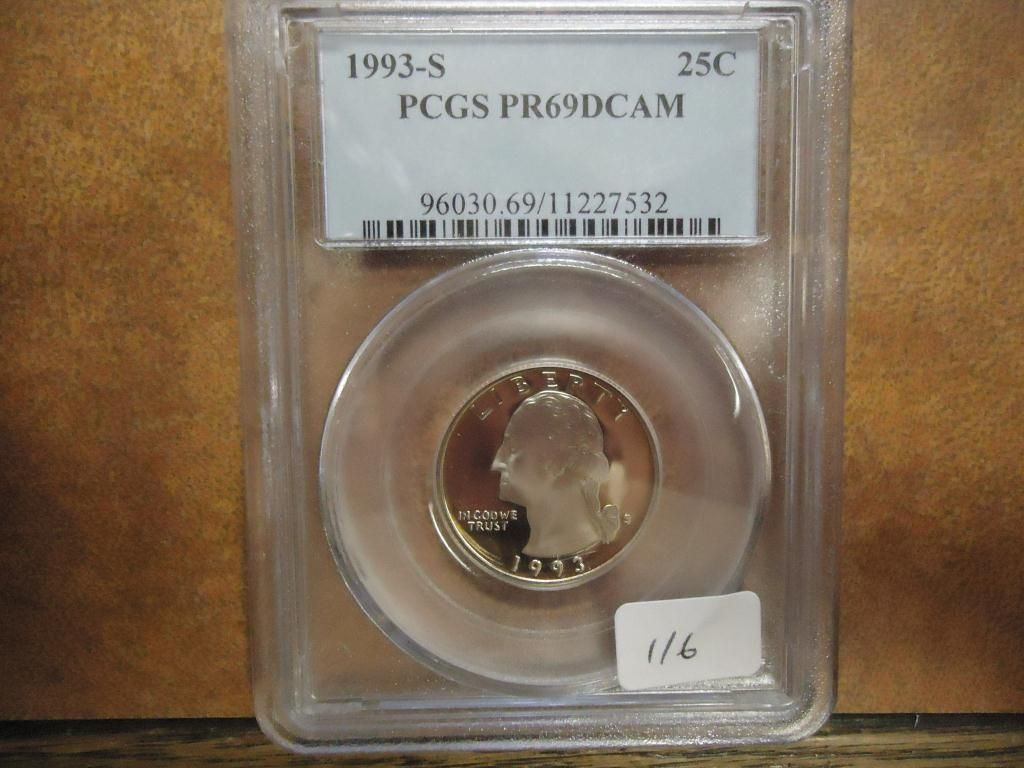 1993-S 25C
PCGS PR69DCAM
96030.69/11227532
LIBERTY
IN GOD WE
TRUST
S
1993
1/6